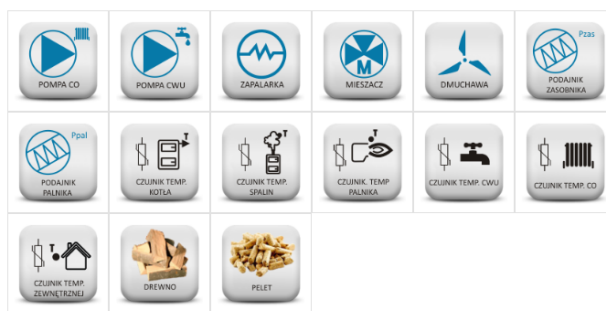 POMPA CO
POMPA CWU
ZAPALARKA
M
MIESZACZ
DMUCHAWA
Pzas
PODAJNIK
ZASOBNIKA
Ppal
PODAJNIK
PALNIKA
T
CZUJNIK TEMP.
KOTŁA
T
CZUJNIK TEMP.
SPALIN
T
CZUJNIK. TEMP
PALNIKA
CZUJNIK TEMP. CWU
CZUJNIK TEMP. CO
T
CZUJNIK TEMP.
ZEWNĘTRZNEJ
DREWNO
PELET